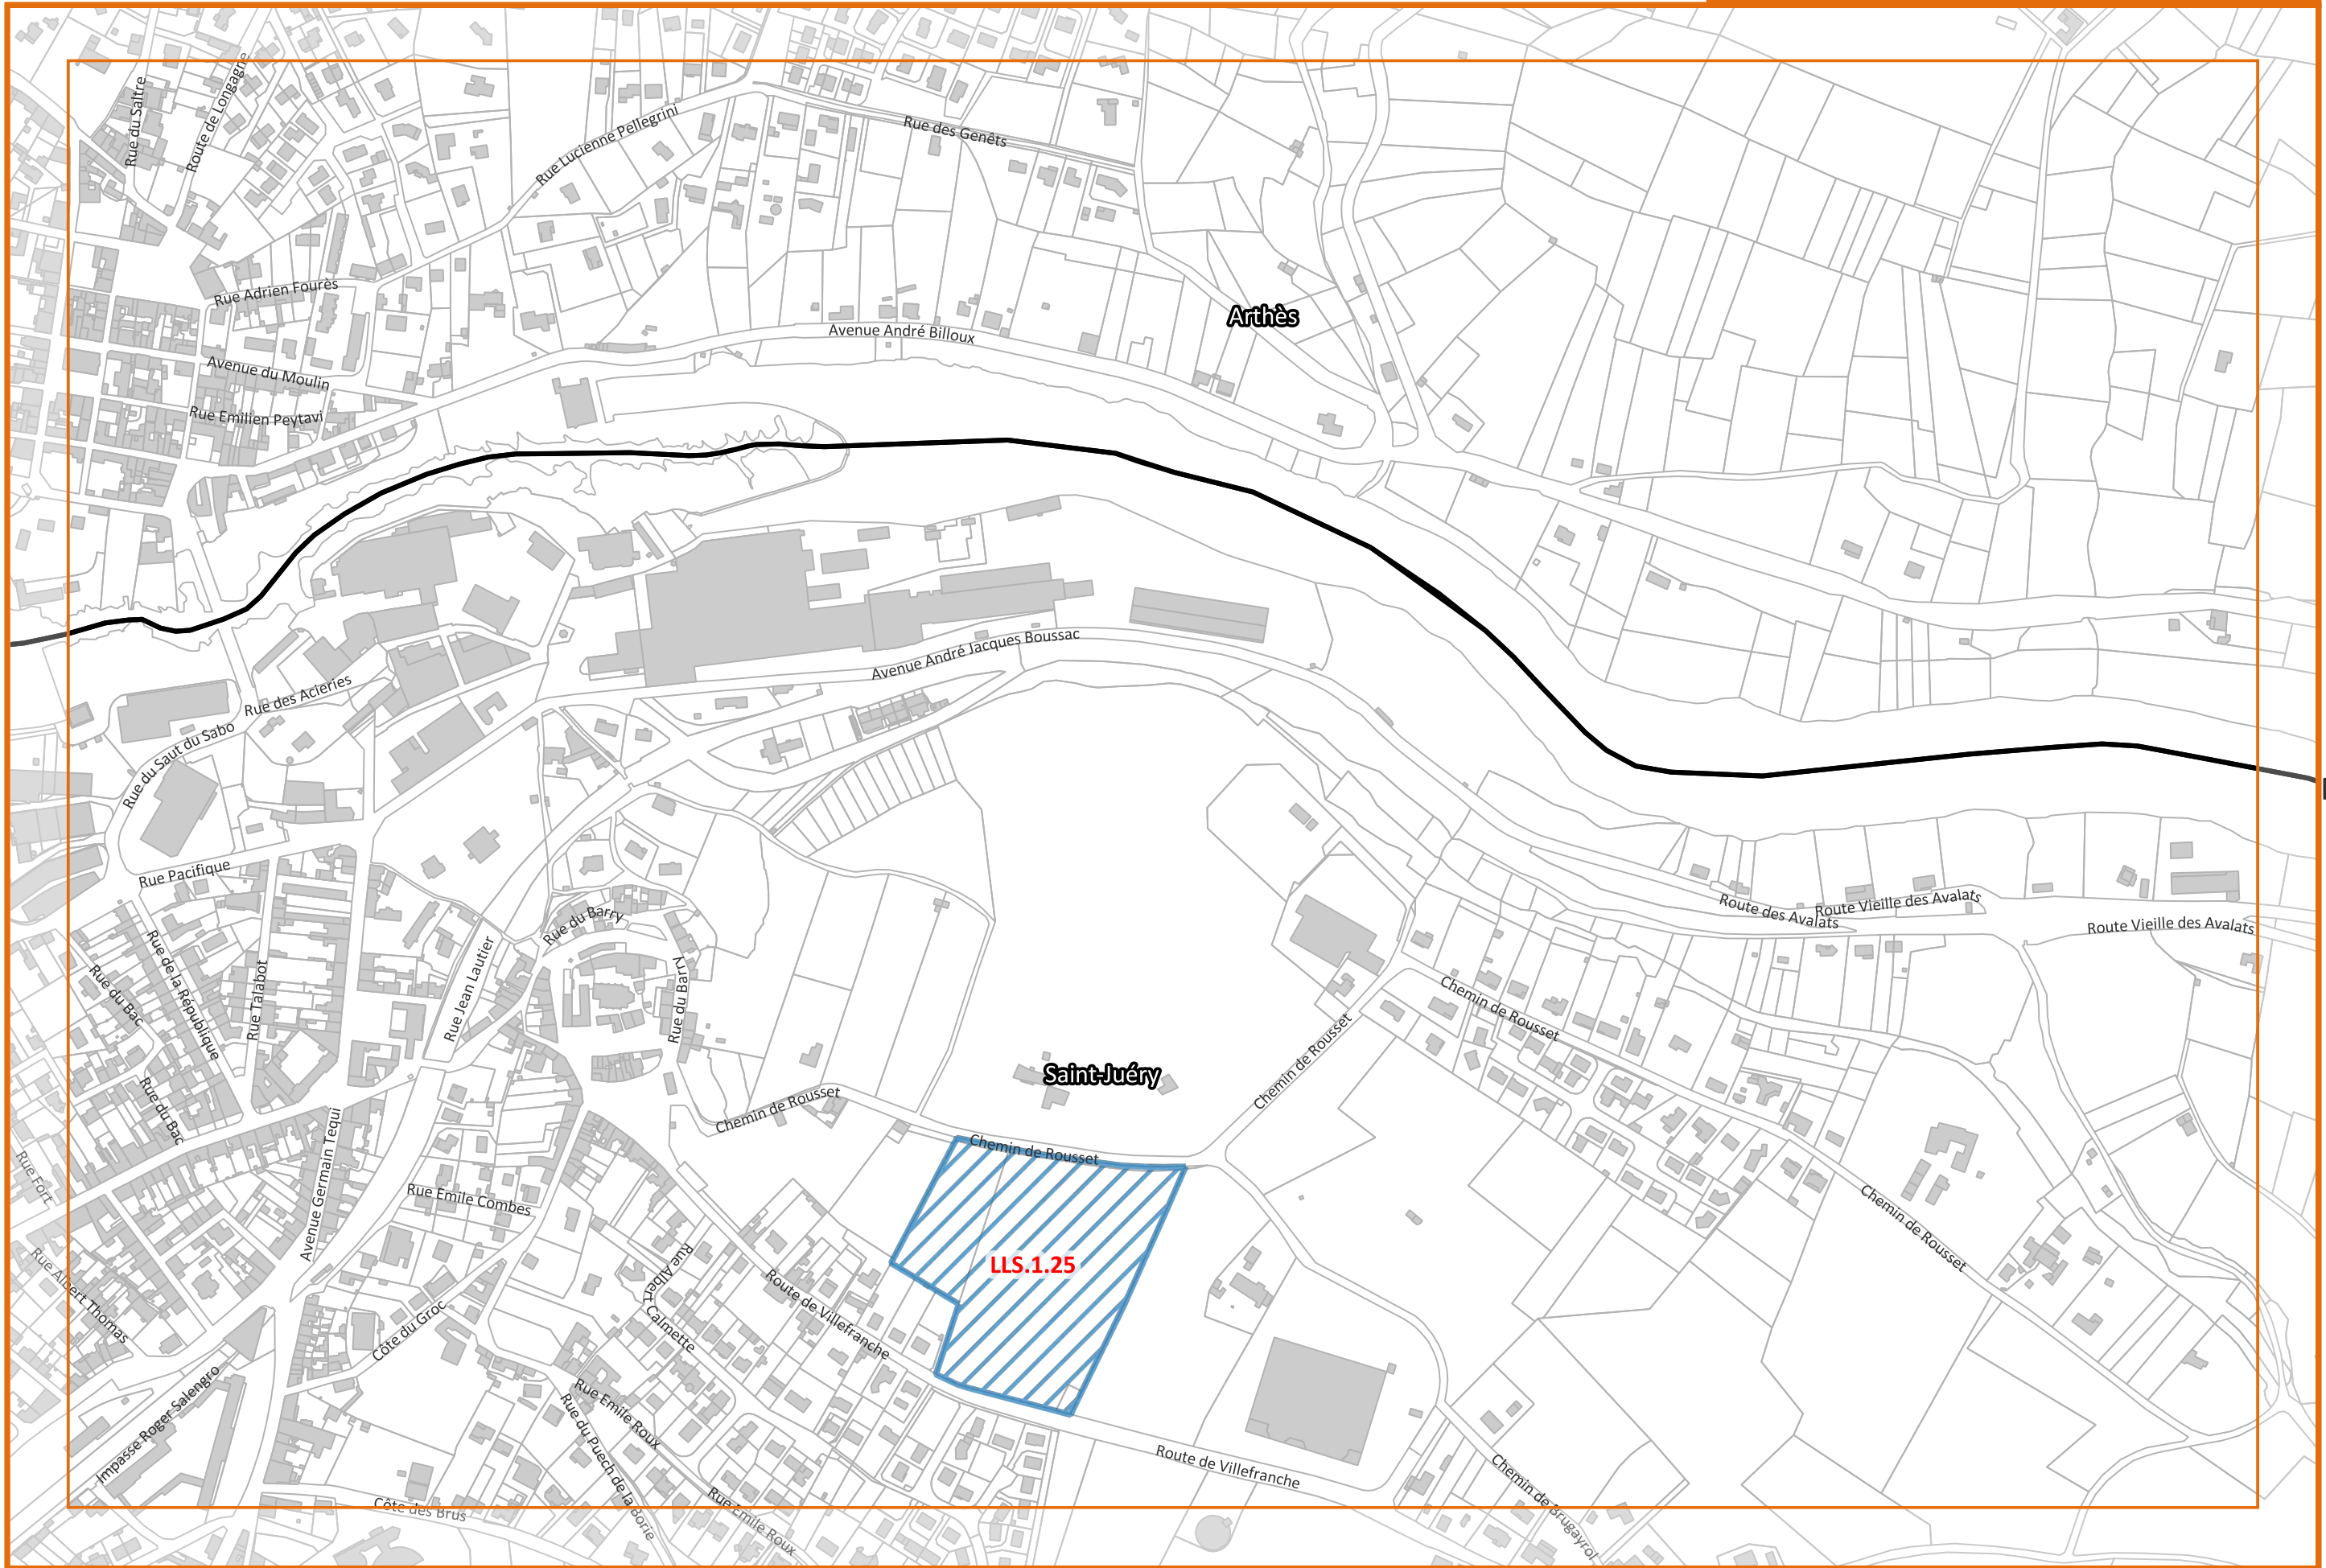 Rue du Saltre
Route de Longagne
Rue Lucienne Pellegrini
Rue des Genêts
Rue Adrien Fourès
Arthès
Avenue André Billoux
Avenue du Moulin
Rue Emilien Peytavi
Avenue André Jacques Boussac
Rue des Acieries
Rue du Saut du Sabo
Rue Pacifique
Rue du Barry
Route des Avalats
Route Vieille des Avalats
Route Vieille des Avalats
Rue de la République
Rue du Bac
Rue Talabot
Rue Jean Lautier
Rue du Barry
Chemin de Rousset
Chemin de Rousset
Saint-Juéry
Rue du Bac
Chemin de Rousset
Chemin de Rousset
Rue Fort
Avenue Germain Tequi
Rue Emile Combes
Chemin de Rousset
LLS.1.25
Rue Albert Thomas
Rue Albert Calmette
Route de Villefranche
Côte du Groc
Impasse Roger Salengro
Rue Emile Roux
Rue du Puech de la Borie
Route de Villefranche
Chemin de Brugayrol
Côte des Brus
Rue Emile Roux